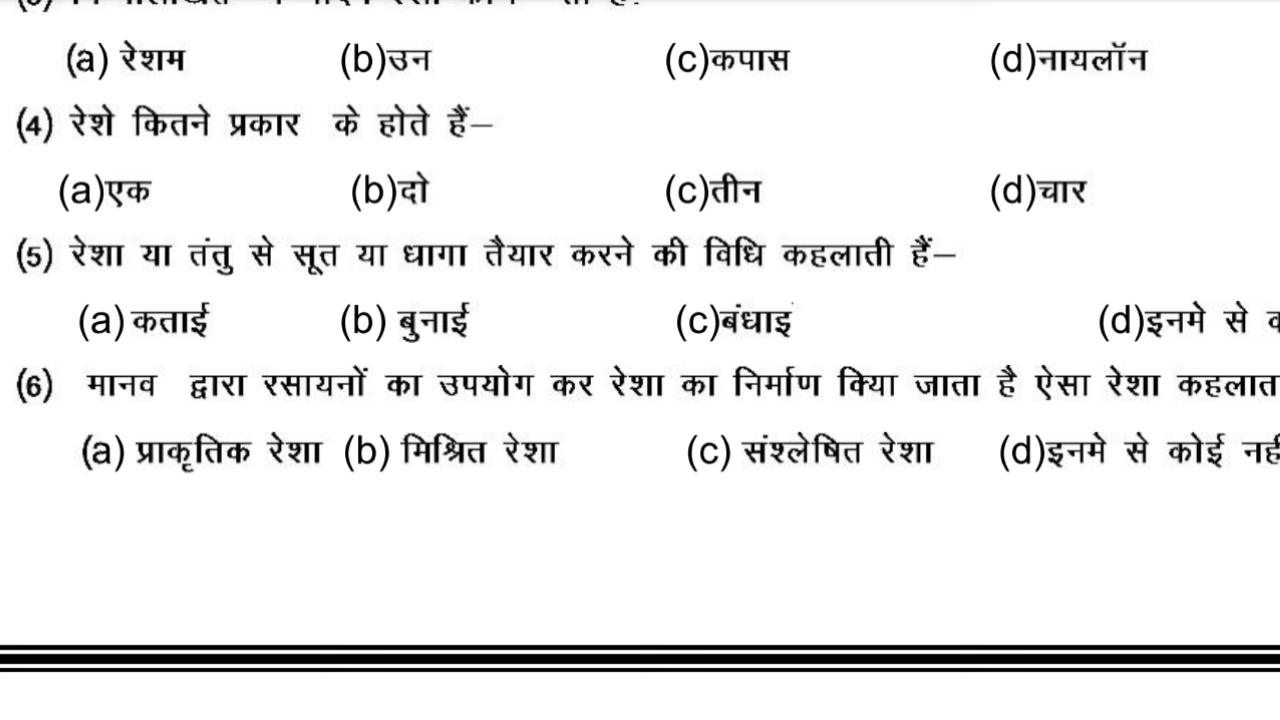 (a) रेशम (b)उन (c)कपास (d)नायलॉन
(4) रेशे कितने प्रकार के होते हैं–
(a)एक (b)दो (c)तीन (d)चार
(5) रेशा या तंतु से सूत या धागा तैयार करने की विधि कहलाती हैं–
(a) कताई (b) बुनाई (c)बंधाइ (d)इनमे से
(6) मानव द्वारा रसायनों का उपयोग कर रेशा का निर्माण किया जाता है ऐसा रेशा
(a) प्राकृतिक रेशा (b) मिश्रित रेशा (c) संश्लेषित रेशा (d)इनमे से कोई